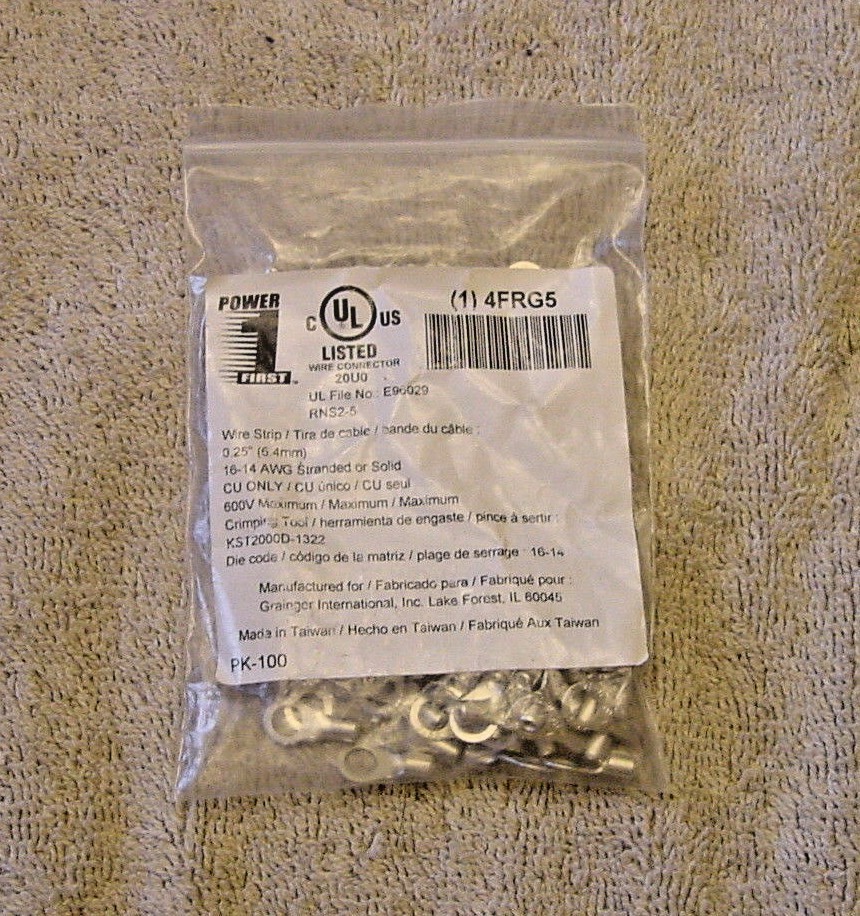 POWER
1
FIRST™
C UL® US
LISTED
WIRE CONNECTOR
20U0
(1) 4FRG5
UL File No.: E96029
RNS2-5
Wire Strip / Tira de cable / bande du câble :
0.25" (6.4mm)
16-14 AWG Stranded or Solid
CU ONLY / CU único / CU seul
600V Maximum / Maximum / Maximum
Crimping Tool / herramienta de engaste / pince à sertir :
KST2000D-1322
Die code / código de la matriz / plage de serrage : 16-14
Manufactured for / Fabricado para / Fabriqué pour :
Grainger International, Inc. Lake Forest, IL 60045
Made in Taiwan / Hecho en Taiwan / Fabriqué Aux Taiwan
PK-100